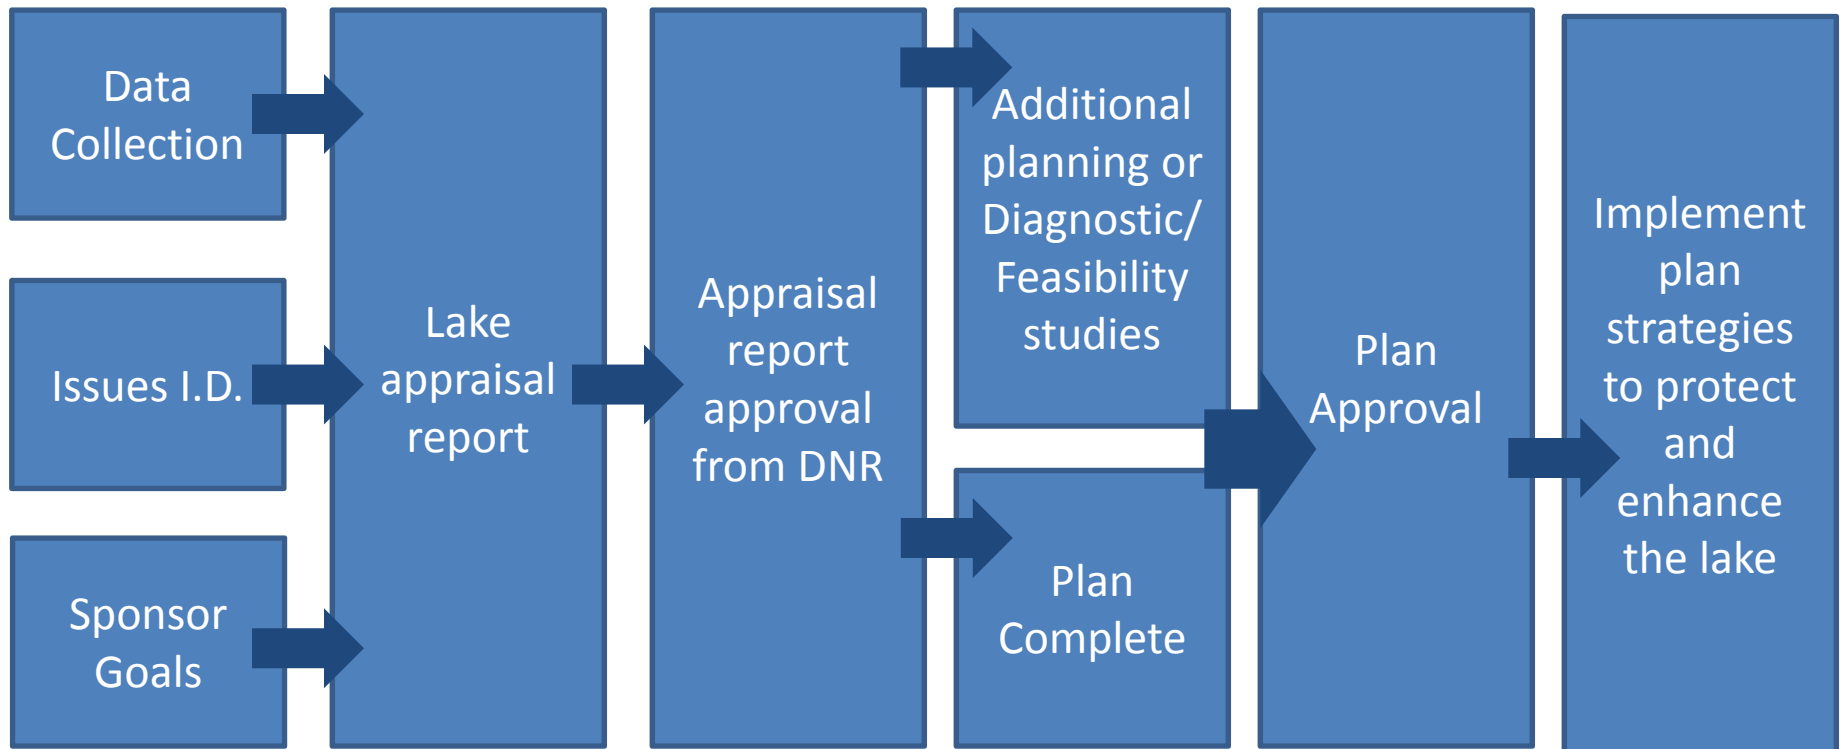 Data
Collection
Issues I.D.
Sponsor
Goals
Lake
appraisal
report
Appraisal
report
approval
from DNR
Additional
planning or
Diagnostic/
Feasibility
studies
Plan
Complete
Plan
Approval
Implement
plan
strategies
to protect
and
enhance
the lake